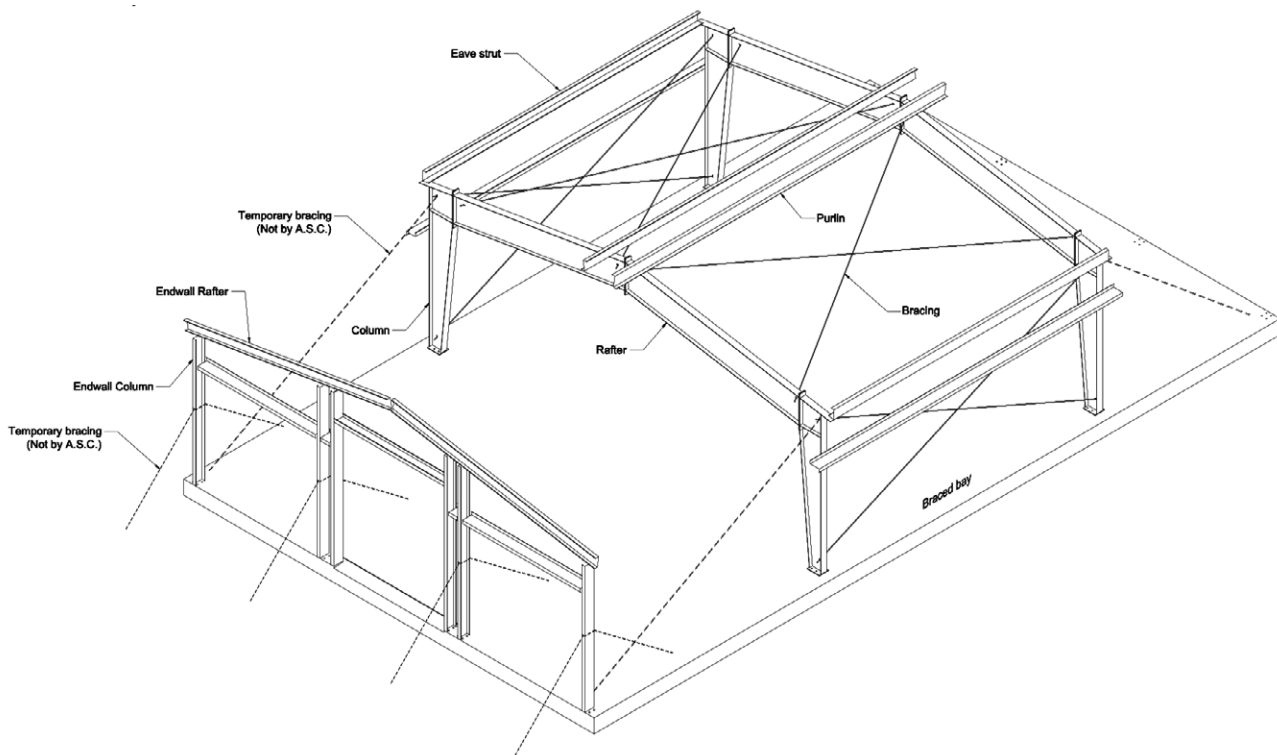 Eave strut
Temporary bracing
(Not by A.S.C.)
Purlin
Endwall Rafter
Column
Bracing
Rafter
Endwall Column
Temporary bracing
(Not by A.S.C.)
Braced bay